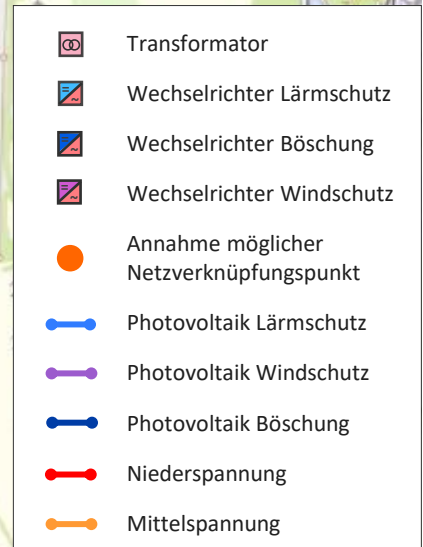 Transformator
Wechselrichter Lärmschutz
Wechselrichter Böschung
Wechselrichter Windschutz
Annahme möglicher
Netzverknüpfungspunkt
Photovoltaik Lärmschutz
Photovoltaik Windschutz
Photovoltaik Böschung
Niederspannung
Mittelspannung